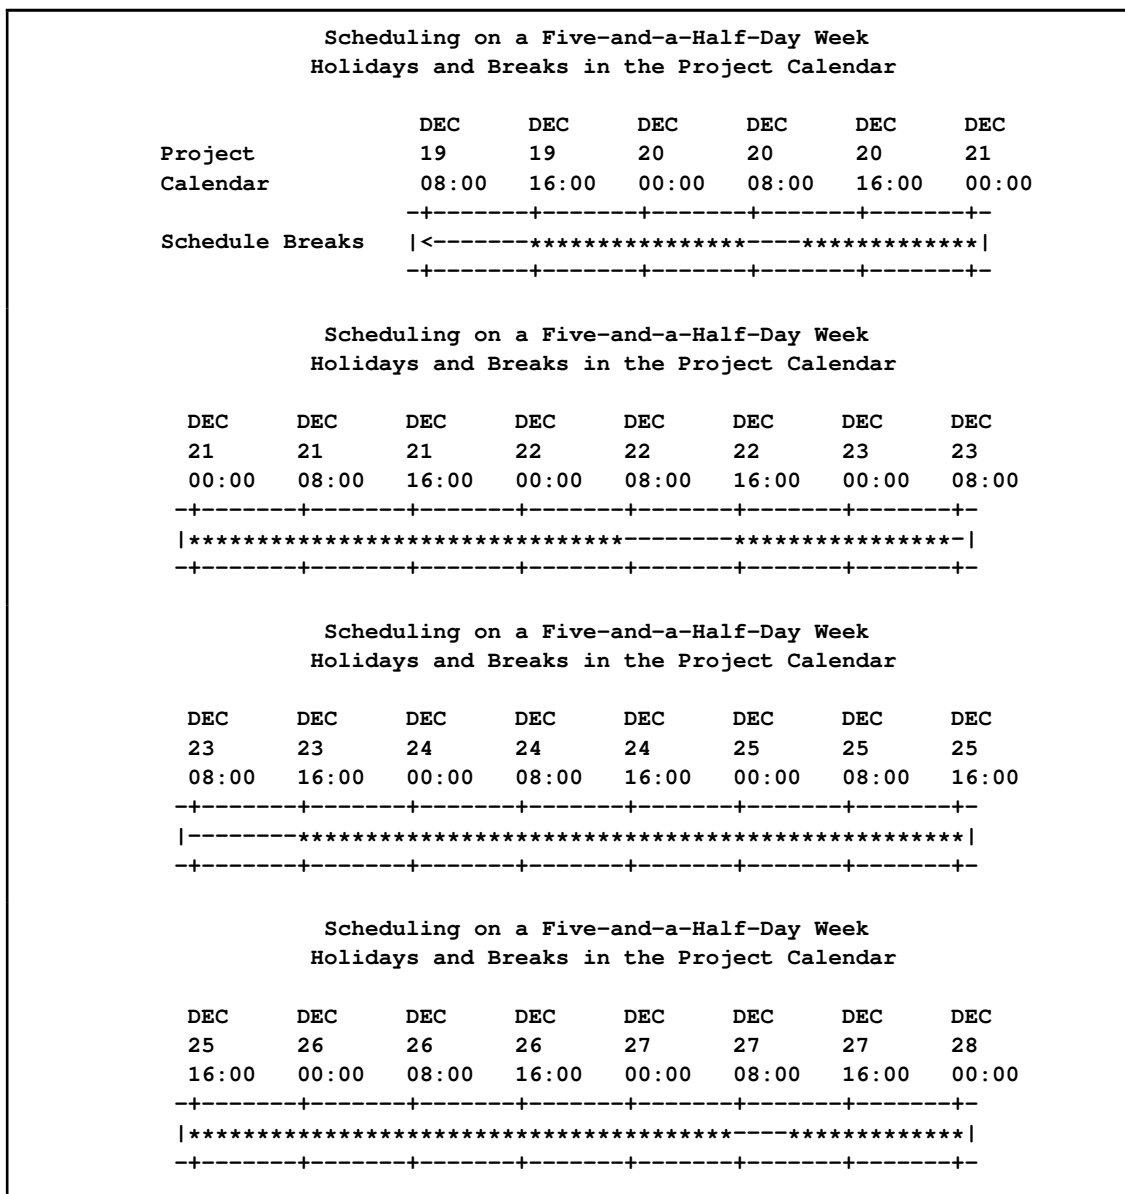 Scheduling on a Five-and-a-Half-Day Week
Holidays and Breaks in the Project Calendar
DEC DEC DEC DEC DEC DEC
Project 19 19 20 20 20 21
Calendar 08:00 16:00 00:00 08:00 16:00 00:00
-+-------+-------+-------+-------+-------+-
Schedule Breaks |<-------****************----*************|
-+-------+-------+-------+-------+-------+-
Scheduling on a Five-and-a-Half-Day Week
Holidays and Breaks in the Project Calendar
DEC DEC DEC DEC DEC DEC DEC DEC
21 21 21 22 22 22 23 23
00:00 08:00 16:00 00:00 08:00 16:00 00:00 08:00
-+-------+-------+-------+-------+-------+-------+-------+-
|********************************--------****************-|
-+-------+-------+-------+-------+-------+-------+-------+-
Scheduling on a Five-and-a-Half-Day Week
Holidays and Breaks in the Project Calendar
DEC DEC DEC DEC DEC DEC DEC DEC
23 23 24 24 24 25 25 25
08:00 16:00 00:00 08:00 16:00 00:00 08:00 16:00
-+-------+-------+-------+-------+-------+-------+-------+-
|--------*************************************************|
-+-------+-------+-------+-------+-------+-------+-------+-
Scheduling on a Five-and-a-Half-Day Week
Holidays and Breaks in the Project Calendar
DEC DEC DEC DEC DEC DEC DEC DEC
25 26 26 26 27 27 27 28
16:00 00:00 08:00 16:00 00:00 08:00 16:00 00:00
-+-------+-------+-------+-------+-------+-------+-------+-
|****************************************----*************|
-+-------+-------+-------+-------+-------+-------+-------+-